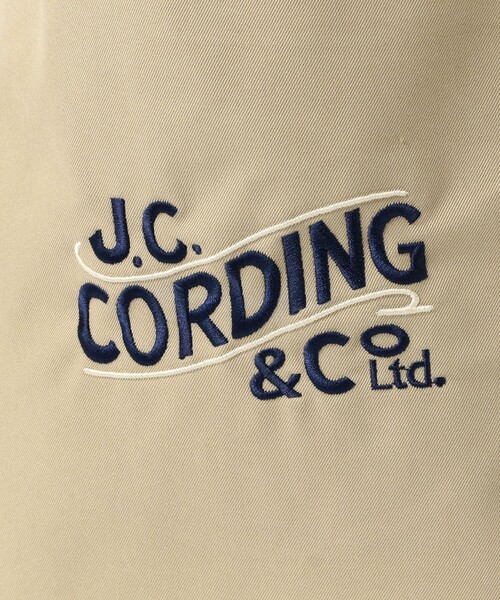 J.C.
CORDING
& Co Ltd.